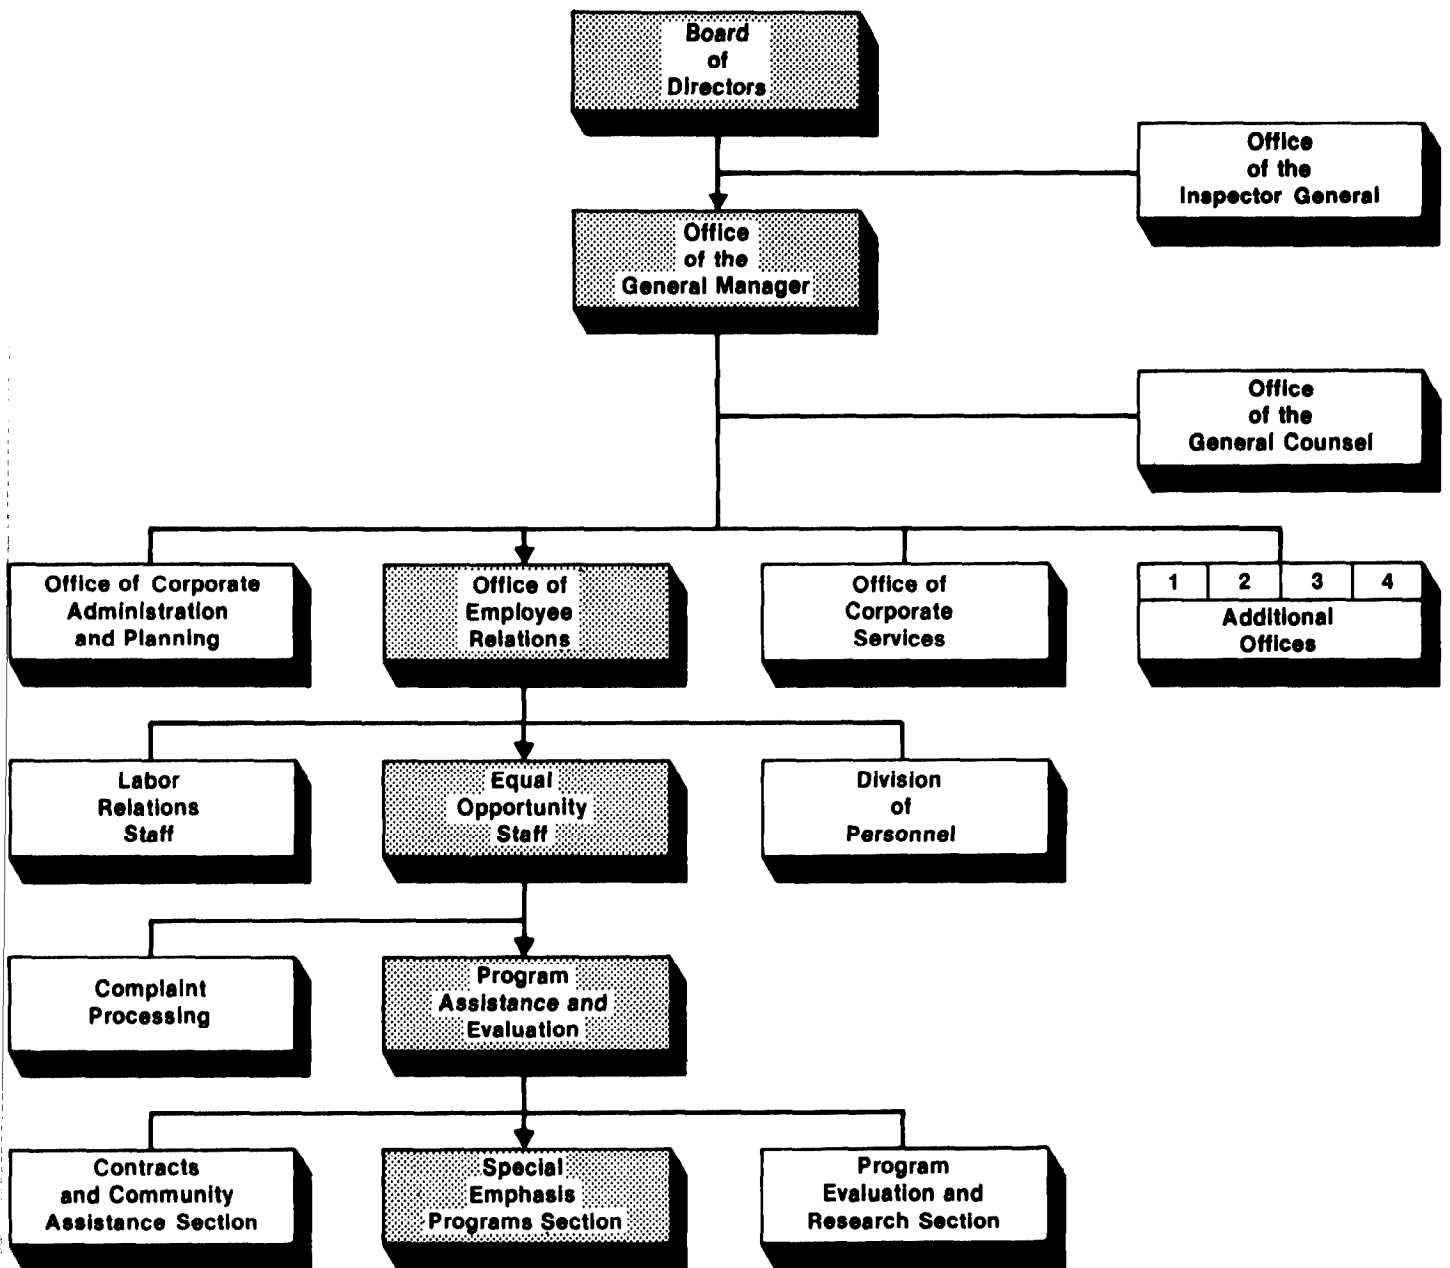 Board
of
Directors
Office
of the
Inspector General
Office
of the
General Manager
Office
of the
General Counsel
Office of Corporate
Administration
and Planning
Office of
Employee
Relations
Office of
Corporate
Services
1 2 3 4
Additional
Offices
Labor
Relations
Staff
Equal
Opportunity
Staff
Division
of
Personnel
Complaint
Processing
Program
Assistance and
Evaluation
Contracts
and Community
Assistance Section
Special
Emphasis
Programs Section
Program
Evaluation and
Research Section